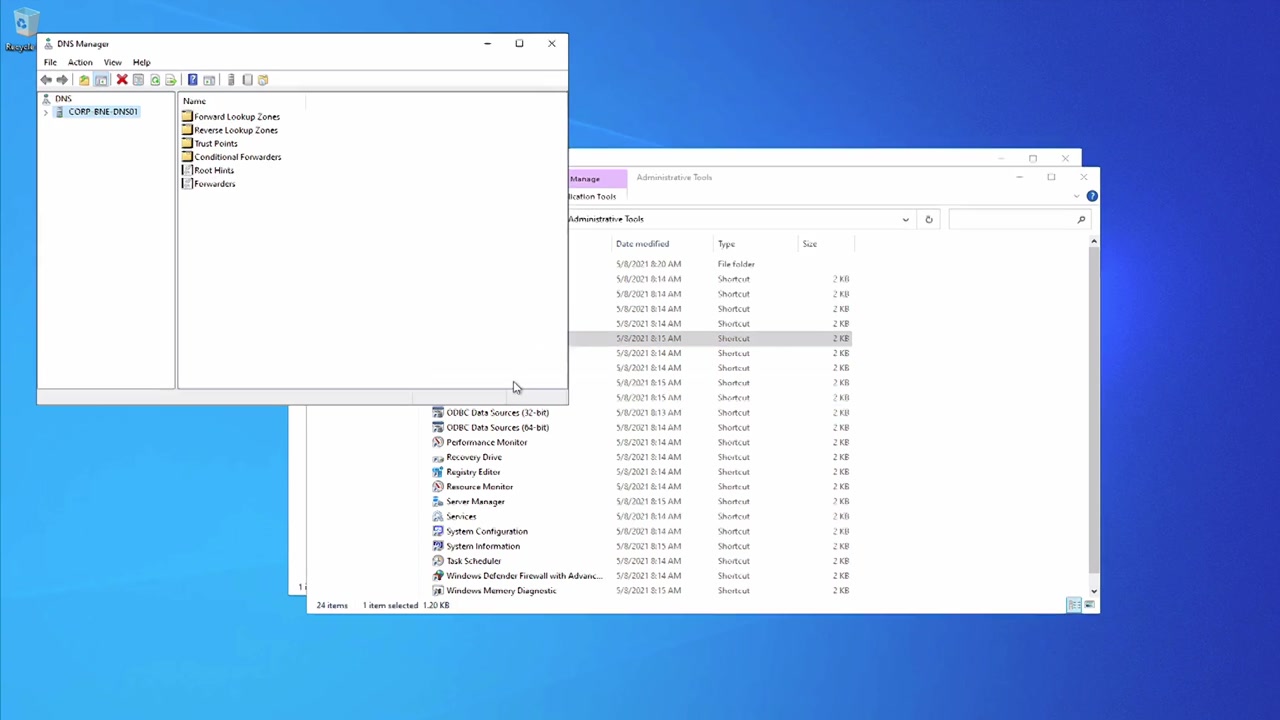 Recycle
DNS Manager
File Action View Help
DNS
CORP-BNE-DNS01
Name
Forward Lookup Zones
Reverse Lookup Zones
Trust Points
Conditional Forwarders
Root Hints
Forwarders
Manage
Administrative Tools
lication Tools
Administrative Tools
Date modified Type Size
5/8/2021 8:20 AM File folder
5/8/2021 8:14 AM Shortcut 2 KB
5/8/2021 8:14 AM Shortcut 2 KB
5/8/2021 8:14 AM Shortcut 2 KB
5/8/2021 8:14 AM Shortcut 2 KB
5/8/2021 8:15 AM Shortcut 2 KB
5/8/2021 8:14 AM Shortcut 2 KB
5/8/2021 8:14 AM Shortcut 2 KB
5/8/2021 8:15 AM Shortcut 2 KB
5/8/2021 8:15 AM Shortcut 2 KB
ODBC Data Sources (32-bit) 5/8/2021 8:13 AM Shortcut 2 KB
ODBC Data Sources (64-bit) 5/8/2021 8:14 AM Shortcut 2 KB
Performance Monitor 5/8/2021 8:14 AM Shortcut 2 KB
Recovery Drive 5/8/2021 8:14 AM Shortcut 2 KB
Registry Editor 5/8/2021 8:14 AM Shortcut 2 KB
Resource Monitor 5/8/2021 8:14 AM Shortcut 2 KB
Server Manager 5/8/2021 8:15 AM Shortcut 2 KB
Services 5/8/2021 8:14 AM Shortcut 2 KB
System Configuration 5/8/2021 8:14 AM Shortcut 2 KB
System Information 5/8/2021 8:15 AM Shortcut 2 KB
Task Scheduler 5/8/2021 8:14 AM Shortcut 2 KB
Windows Defender Firewall with Advanc... 5/8/2021 8:14 AM Shortcut 2 KB
Windows Memory Diagnostic 5/8/2021 8:14 AM Shortcut 2 KB
1 i
24 items 1 item selected 1.20 KB